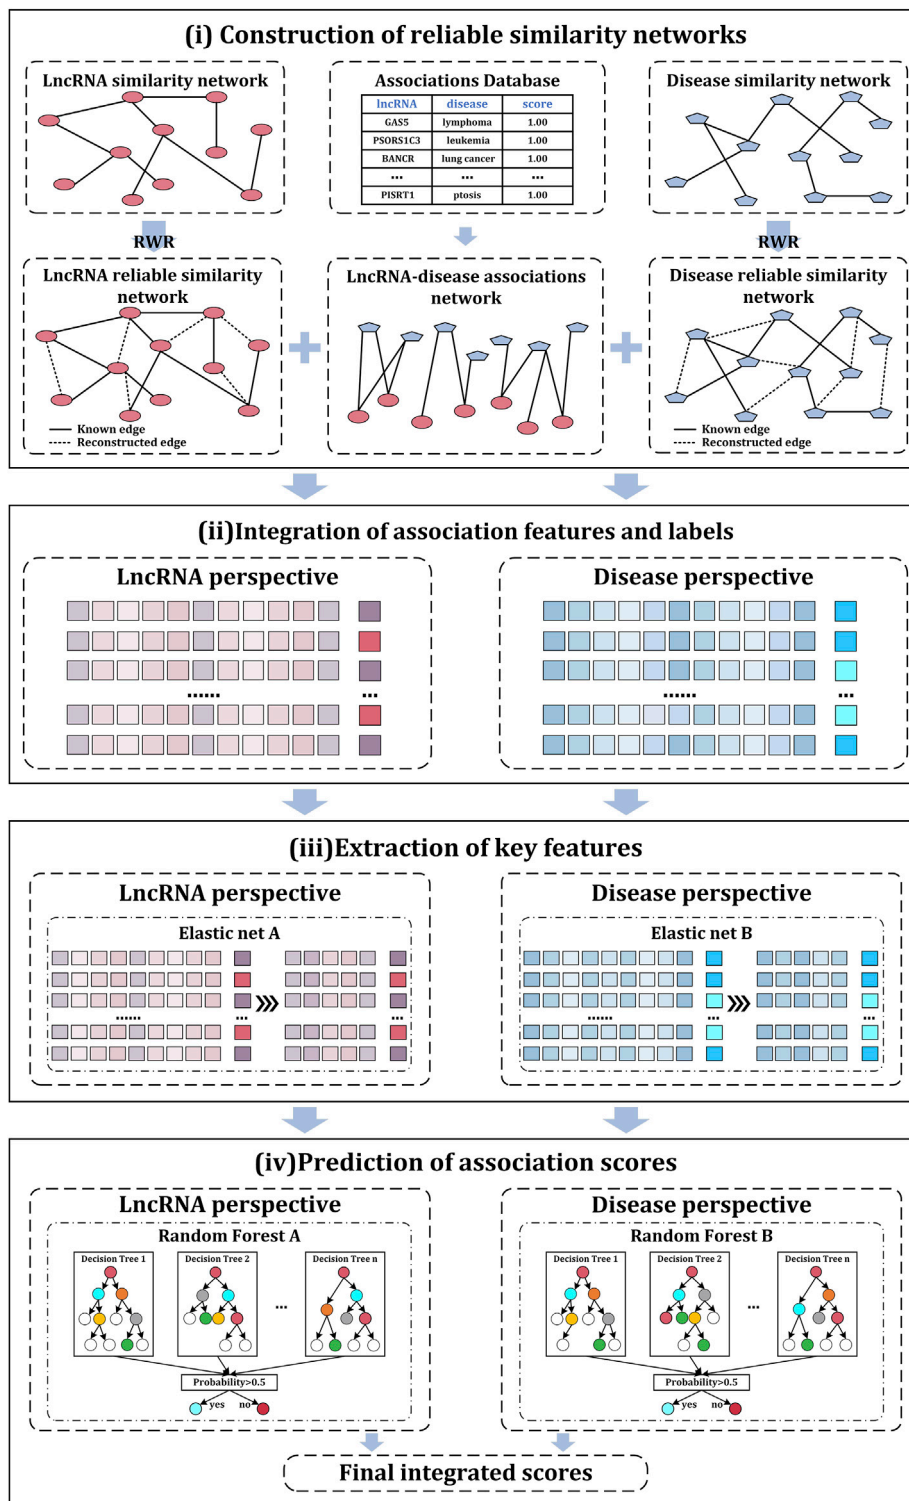 (i) Construction of reliable similarity networks
LncRNA similarity network
Associations Database
lncRNA disease score
GAS5 lymphoma 1.00
PSORS1C3 leukemia 1.00
BANCR lung cancer 1.00
... ... ...
PISRT1 ptosis 1.00
Disease similarity network
RWR
RWR
LncRNA reliable similarity
network
Known edge
Reconstructed edge
LncRNA-disease associations
network
Disease reliable similarity
network
Known edge
Reconstructed edge
(ii)Integration of association features and labels
LncRNA perspective
......
...
Disease perspective
......
...
(iii)Extraction of key features
LncRNA perspective
Elastic net A
......
...
......
...
Disease perspective
Elastic net B
......
...
......
...
(iv)Prediction of association scores
LncRNA perspective
Random Forest A
Decision Tree 1
Decision Tree 2
...
Decision Tree n
Probability>0.5
yes no
Disease perspective
Random Forest B
Decision Tree 1
Decision Tree 2
...
Decision Tree n
Probability>0.5
yes no
Final integrated scores